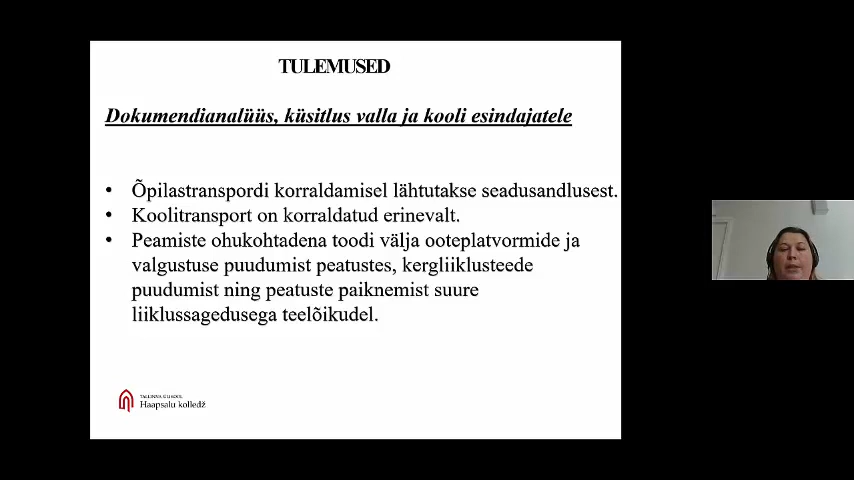 TULEMUSED
Dokumendianalüüs, küsitlus valla ja kooli esindajatele
• Õpilastranspordi korraldamisel lähtutakse seadusandlusest.
• Koolitransport on korraldatud erinevalt.
• Peamiste ohukohtadena toodi välja ooteplatvormide ja
valgustuse puudumist peatustes, kergliiklusteede
puudumist ning peatuste paiknemist suure
liiklussagedusega teelõikudel.
TALLINNA ÜLIKOOL
Haapsalu kolledž